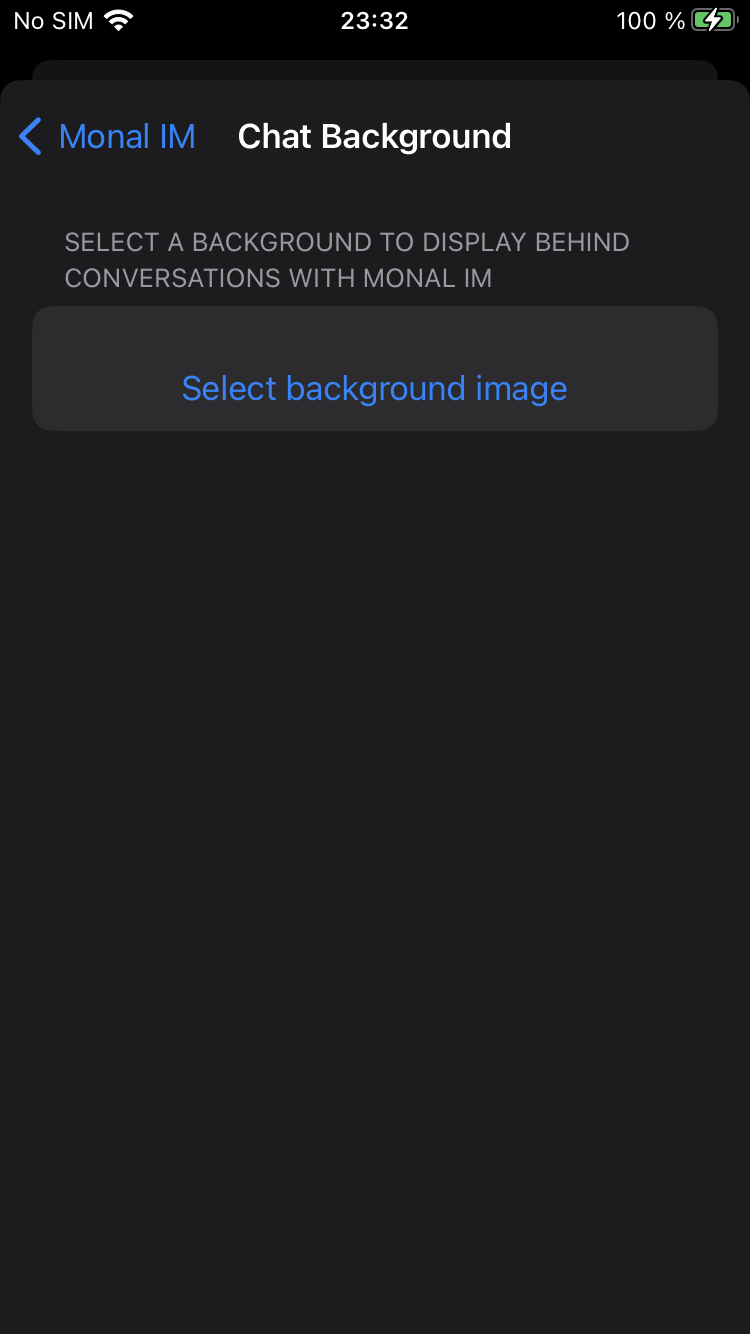 No SIM 23:32 100 %
Monal IM Chat Background
SELECT A BACKGROUND TO DISPLAY BEHIND
CONVERSATIONS WITH MONAL IM
Select background image